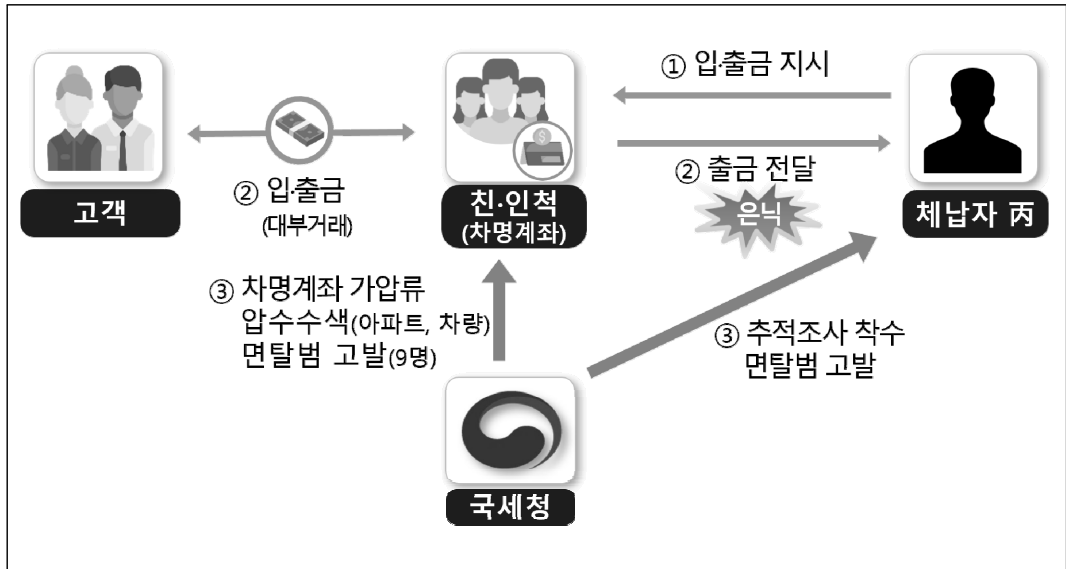 ① 입·출금 지시
② 출금 전달
은닉
② 입·출금
(대부거래)
고객
친·인척
(차명계좌)
체납자 丙
③ 차명계좌 가압류
압수수색(아파트, 차량)
면탈범 고발(9명)
③ 추적조사 착수
면탈범 고발
국세청